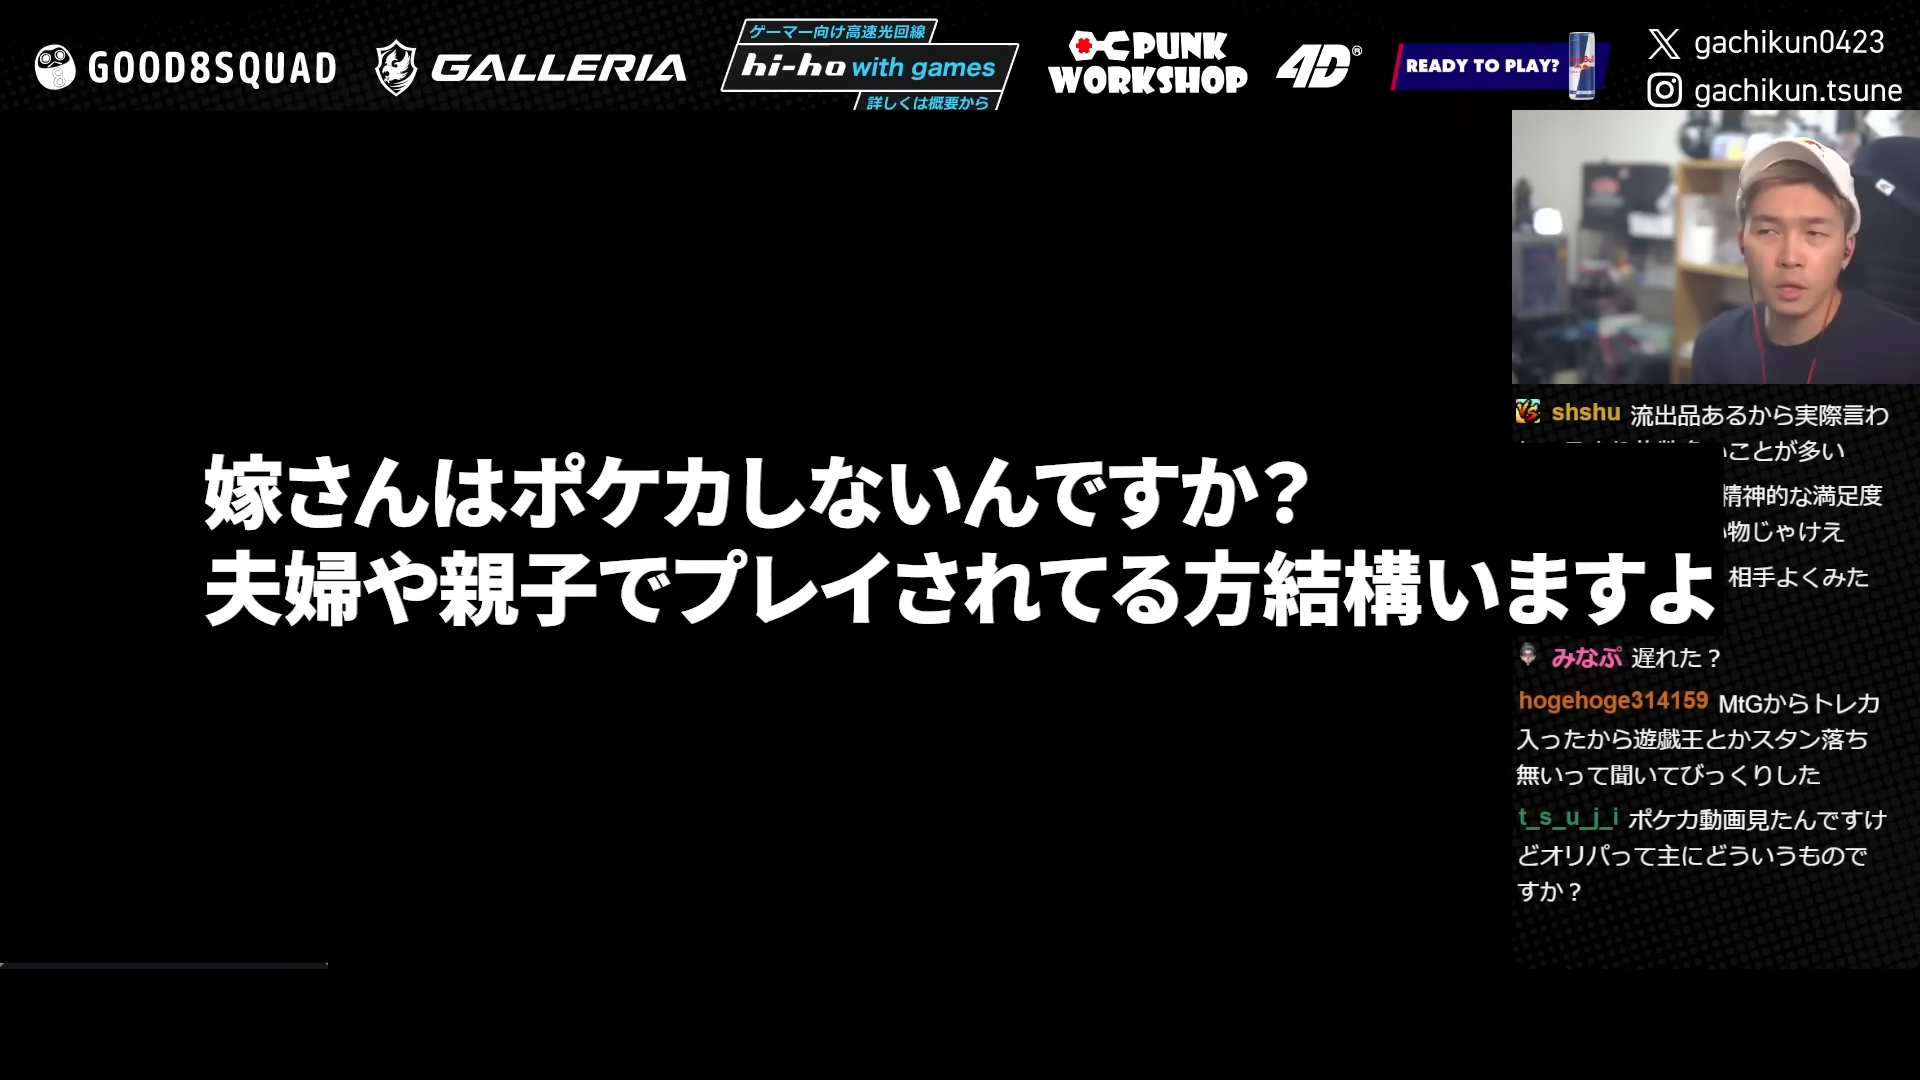 GOOD8SQUAD
GALLERIA
ゲーマー向け高速光回線
hi-ho with games
詳しくは概要から
PUNK
WORKSHOP
4D®
READY TO PLAY?
gachikun0423
gachikun.tsune
shshu 流出品あるから実際言わ
いことが多い
精神的な満足度
い物じゃけえ
相手よくみた
嫁さんはポケカしないんですか？
夫婦や親子でプレイされてる方結構いますよ
みなぷ 遅れた？
hogehoge314159 MtGからトレカ
入ったから遊戯王とかスタン落ち
無いって聞いてびっくりした
t_s_u_j_i ポケカ動画見たんですけ
どオリパって主にどういうもので
すか？